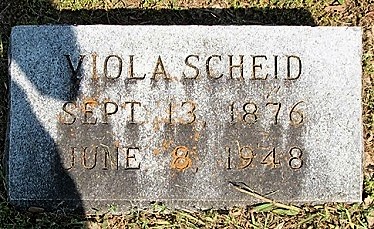 VIOLA SCHEID
SEPT. 13, 1876
JUNE 8, 1948